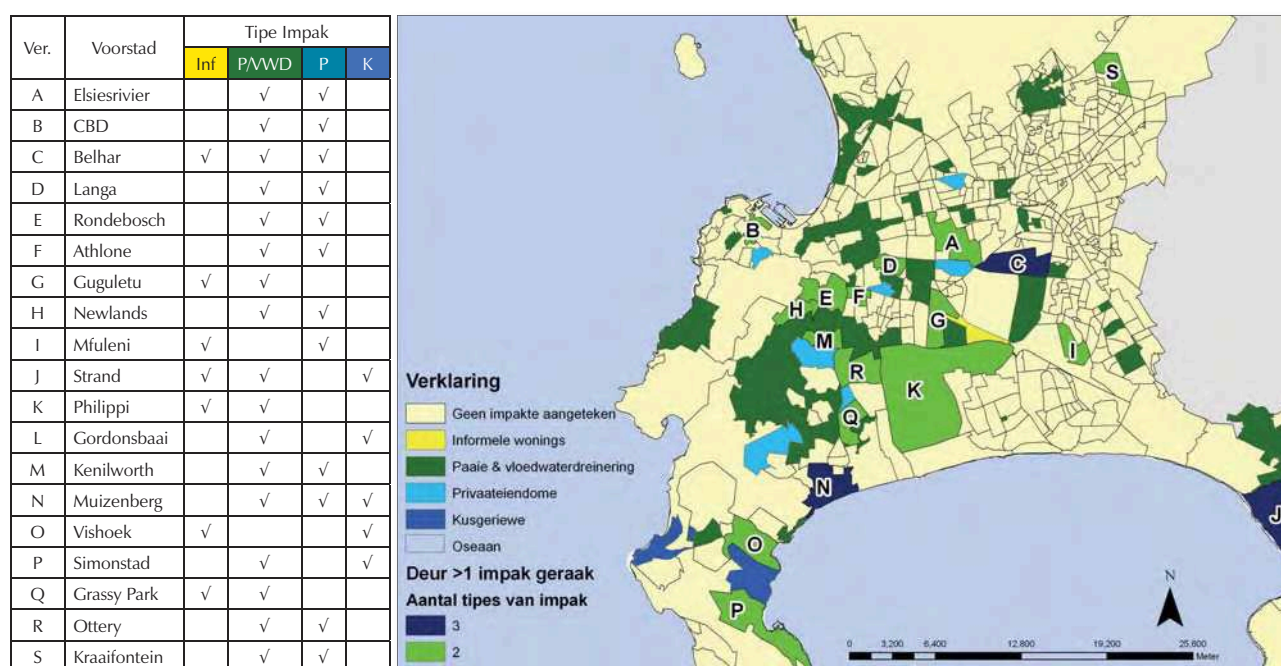 Ver. Voorstad Tipe Impak
Inf P/VWD P K
A Elsiesrivier √ √
B CBD √ √
C Belhar √ √ √
D Langa √ √
E Rondebosch √ √
F Athlone √ √
G Guguletu √ √
H Newlands √ √
I Mfuleni √ √
J Strand √ √ √
K Philippi √ √
L Gordonsbaai √ √
M Kenilworth √ √
N Muizenberg √ √ √
O Vishoek √ √
P Simonstad √ √
Q Grassy Park √ √
R Ottery √ √
S Kraaifontein √ √
S
B
A
C
D
E
F
H
G
M
I
R
K
Q
N
J
O
P
Verklaring
Geen impakte aangeteken
Informele wonings
Paaie & vloedwaterdreinering
Privaateiendome
Kusgeriewe
Oseaan
Deur >1 impak geraak
Aantal tipes van impak
3
2
N
0 3,200 6,400 12,800 19,200 25,600
Meter